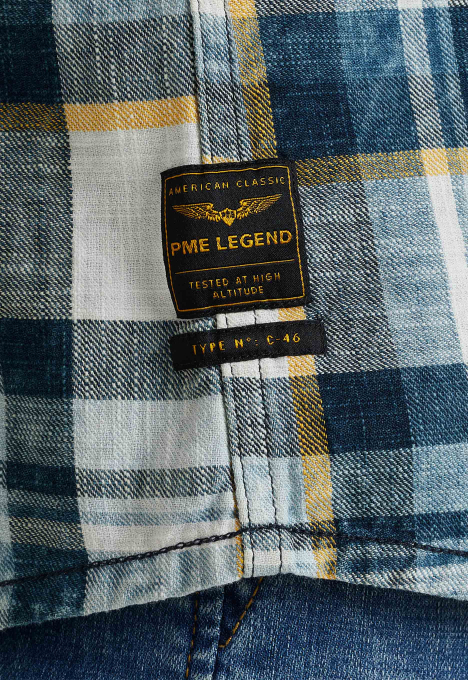 AMERICAN CLASSIC
PME LEGEND
TESTED AT HIGH
ALTITUDE
TYPE Nº: C-46